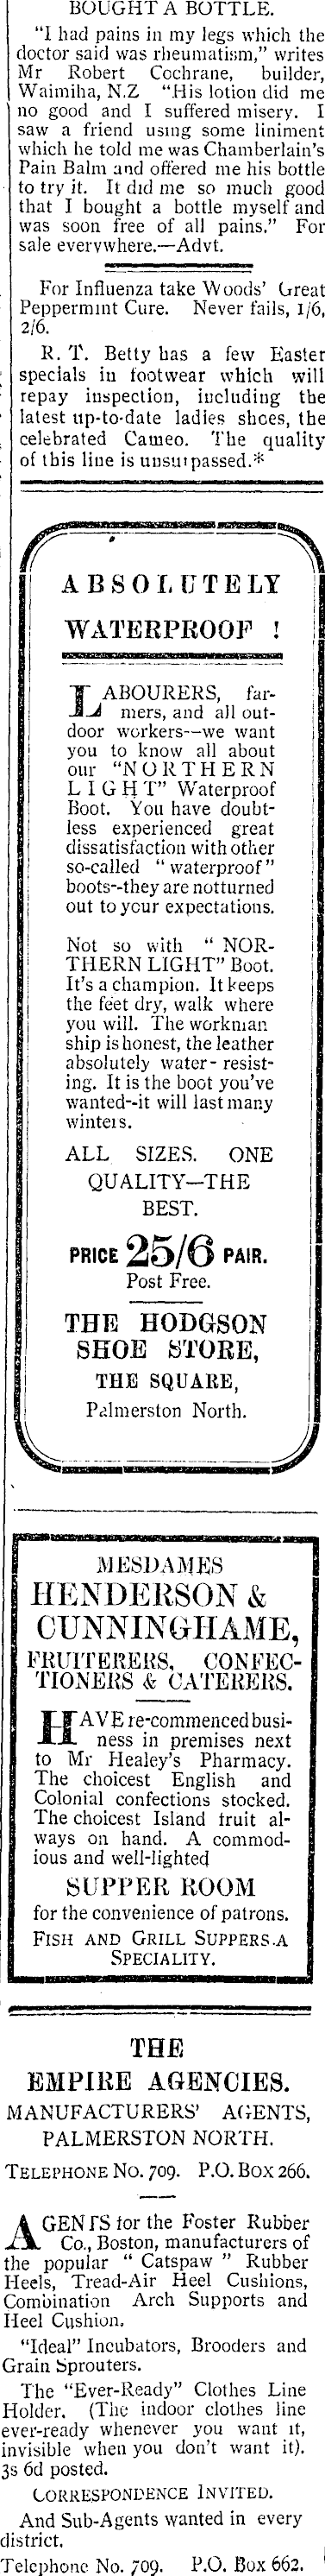 BOUGHT A BOTTLE.
"I had pains in my legs which the
doctor said was rheumatism," writes
Mr Robert Cochrane, builder,
Waimiha, N.Z "His lotion did me
no good and I suffered misery. I
saw a friend using some liniment
which he told me was Chamberlain's
Pain Balm and offered me his bottle
to try it. It did me so much good
that I bought a bottle myself and
was soon free of all pains." For
sale everywhere.—Advt.
For Influenza take Woods' Great
Peppermint Cure. Never fails, 1/6,
2/6.
R. T. Betty has a few Easter
specials in footwear which will
repay inspection, including the
latest up-to-date ladies shoes, the
celebrated Cameo. The quality
of this line is unsurpassed.*
ABSOLUTELY
WATERPROOF !
LABOURERS, far-
mers, and all out-
door workers--we want
you to know all about
our "NORTHERN
LIGHT" Waterproof
Boot. You have doubt-
less experienced great
dissatisfaction with other
so-called "waterproof"
boots--they are notturned
out to your expectations.
Not so with "NOR-
THERN LIGHT" Boot.
It's a champion. It keeps
the feet dry, walk where
you will. The workman
ship is honest, the leather
absolutely water-resist-
ing. It is the boot you've
wanted--it will last many
winters.
ALL SIZES. ONE
QUALITY—THE
BEST.
PRICE 25/6 PAIR.
Post Free.
THE HODGSON
SHOE STORE,
THE SQUARE,
Palmerston North.
MESDAMES
HENDERSON &
CUNNINGHAME,
FRUITERERS, CONFEC-
TIONERS & CATERERS.
HAVE re-commenced busi-
ness in premises next
to Mr Healey's Pharmacy.
The choicest English and
Colonial confections stocked.
The choicest Island fruit al-
ways on hand. A commod-
ious and well-lighted
SUPPER ROOM
for the convenience of patrons.
FISH AND GRILL SUPPERS.A
SPECIALITY.
THE
EMPIRE AGENCIES.
MANUFACTURERS' AGENTS,
PALMERSTON NORTH.
TELEPHONE NO. 709. P.O. BOX 266.
AGENTS for the Foster Rubber
Co., Boston, manufacturers of
the popular "Catspaw" Rubber
Heels, Tread-Air Heel Cushions,
Combination Arch Supports and
Heel Cushion.
"Ideal" Incubators, Brooders and
Grain Sprouters.
The "Ever-Ready" Clothes Line
Holder. (The indoor clothes line
ever-ready whenever you want it,
invisible when you don't want it).
3s 6d posted.
CORRESPONDENCE INVITED.
And Sub-Agents wanted in every
district.
Telephone No. 709. P.O. Box 662.